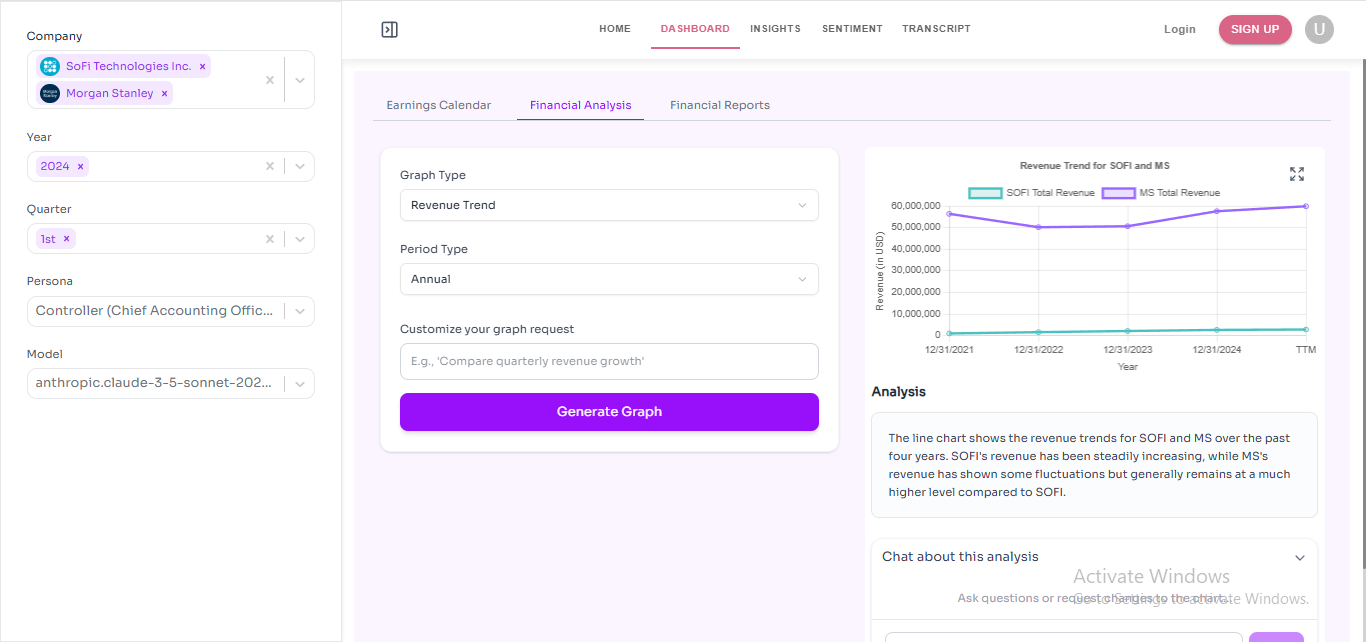 Company
SoFi Technologies Inc. ×
Morgan Stanley ×
Year
2024 ×
Quarter
1st ×
Persona
Controller (Chief Accounting Offic...
Model
anthropic.claude-3-5-sonnet-202...
HOME DASHBOARD INSIGHTS SENTIMENT TRANSCRIPT
Login SIGN UP U
Earnings Calendar Financial Analysis Financial Reports
Graph Type
Revenue Trend
Period Type
Annual
Customize your graph request
E.g., 'Compare quarterly revenue growth'
Generate Graph
Revenue Trend for SOFI and MS
SOFI Total Revenue MS Total Revenue
Revenue (in USD)
60,000,000
50,000,000
40,000,000
30,000,000
20,000,000
10,000,000
0
12/31/2021 12/31/2022 12/31/2023 12/31/2024 TTM
Year
Analysis
The line chart shows the revenue trends for SOFI and MS over the past
four years. SOFI's revenue has been steadily increasing, while MS's
revenue has shown some fluctuations but generally remains at a much
higher level compared to SOFI.
Chat about this analysis
Activate Windows
Ask questions or request changes to the chart...
Go to Settings to activate Windows.